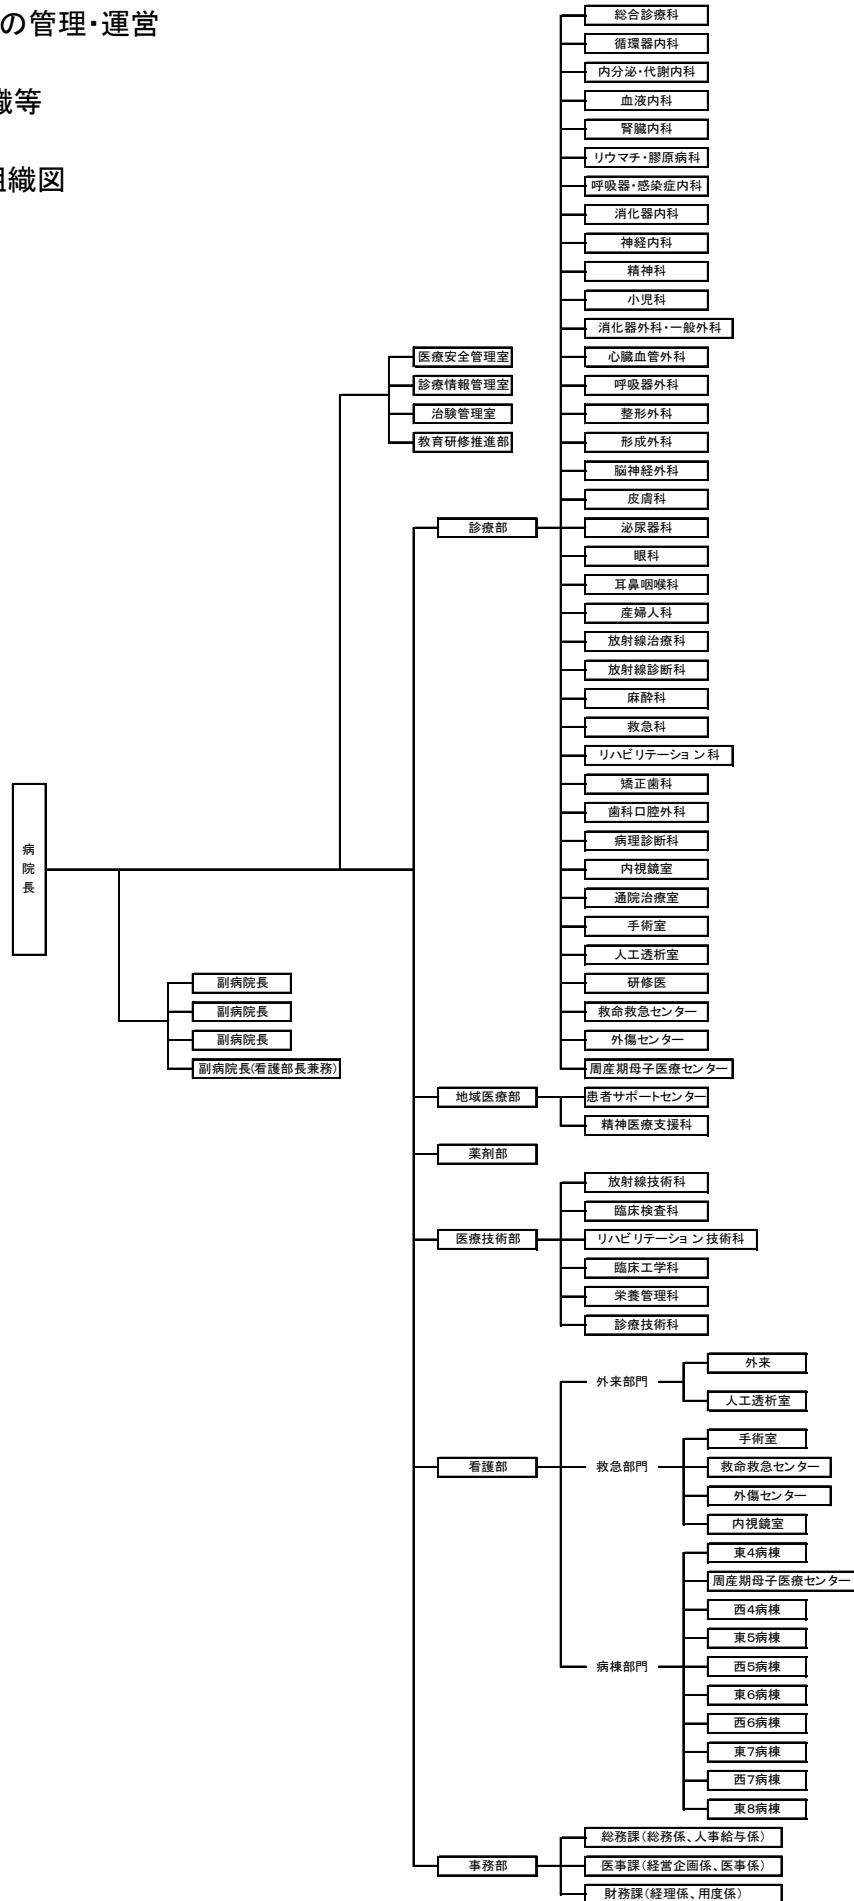 の管理・運営
織等
組織図
総合診療科
循環器内科
内分泌・代謝内科
血液内科
腎臓内科
リウマチ・膠原病科
呼吸器・感染症内科
消化器内科
神経内科
精神科
小児科
消化器外科・一般外科
医療安全管理室
心臓血管外科
診療情報管理室
呼吸器外科
治験管理室
整形外科
教育研修推進部
形成外科
脳神経外科
皮膚科
診療部
泌尿器科
眼科
耳鼻咽喉科
産婦人科
放射線治療科
放射線診断科
麻酔科
救急科
リハビリテーション科
矯正歯科
歯科口腔外科
病理診断科
病院長
内視鏡室
通院治療室
手術室
人工透析室
副病院長
研修医
副病院長
救命救急センター
副病院長
外傷センター
副病院長(看護部長兼務)
周産期母子医療センター
地域医療部
患者サポートセンター
精神医療支援科
薬剤部
放射線技術科
臨床検査科
医療技術部
リハビリテーション技術科
臨床工学科
栄養管理科
診療技術科
外来
外来部門
人工透析室
手術室
看護部
救急部門
救命救急センター
外傷センター
内視鏡室
東4病棟
周産期母子医療センター
西4病棟
東5病棟
病棟部門
西5病棟
東6病棟
西6病棟
東7病棟
西7病棟
東8病棟
総務課(総務係、人事給与係)
事務部
医事課(経営企画係、医事係)
財務課(経理係、用度係)